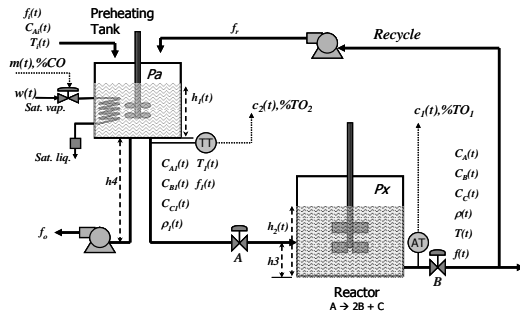 Preheating
Tank
f_i(t)
C_Ai(t)
T_i(t)
m(t),%CO
w(t)
Sat. vap.
Sat. liq.
Pa
h_1(t)
f_r
Recycle
c_2(t),%TO_2
TT
C_A1(t) T_1(t)
C_B1(t) f_1(t)
C_C1(t)
ρ_1(t)
h4
f_o
A
h_2(t)
h3
Px
Reactor
A → 2B + C
c_1(t),%TO_1
AT
B
C_A(t)
C_B(t)
C_C(t)
ρ(t)
T(t)
f(t)